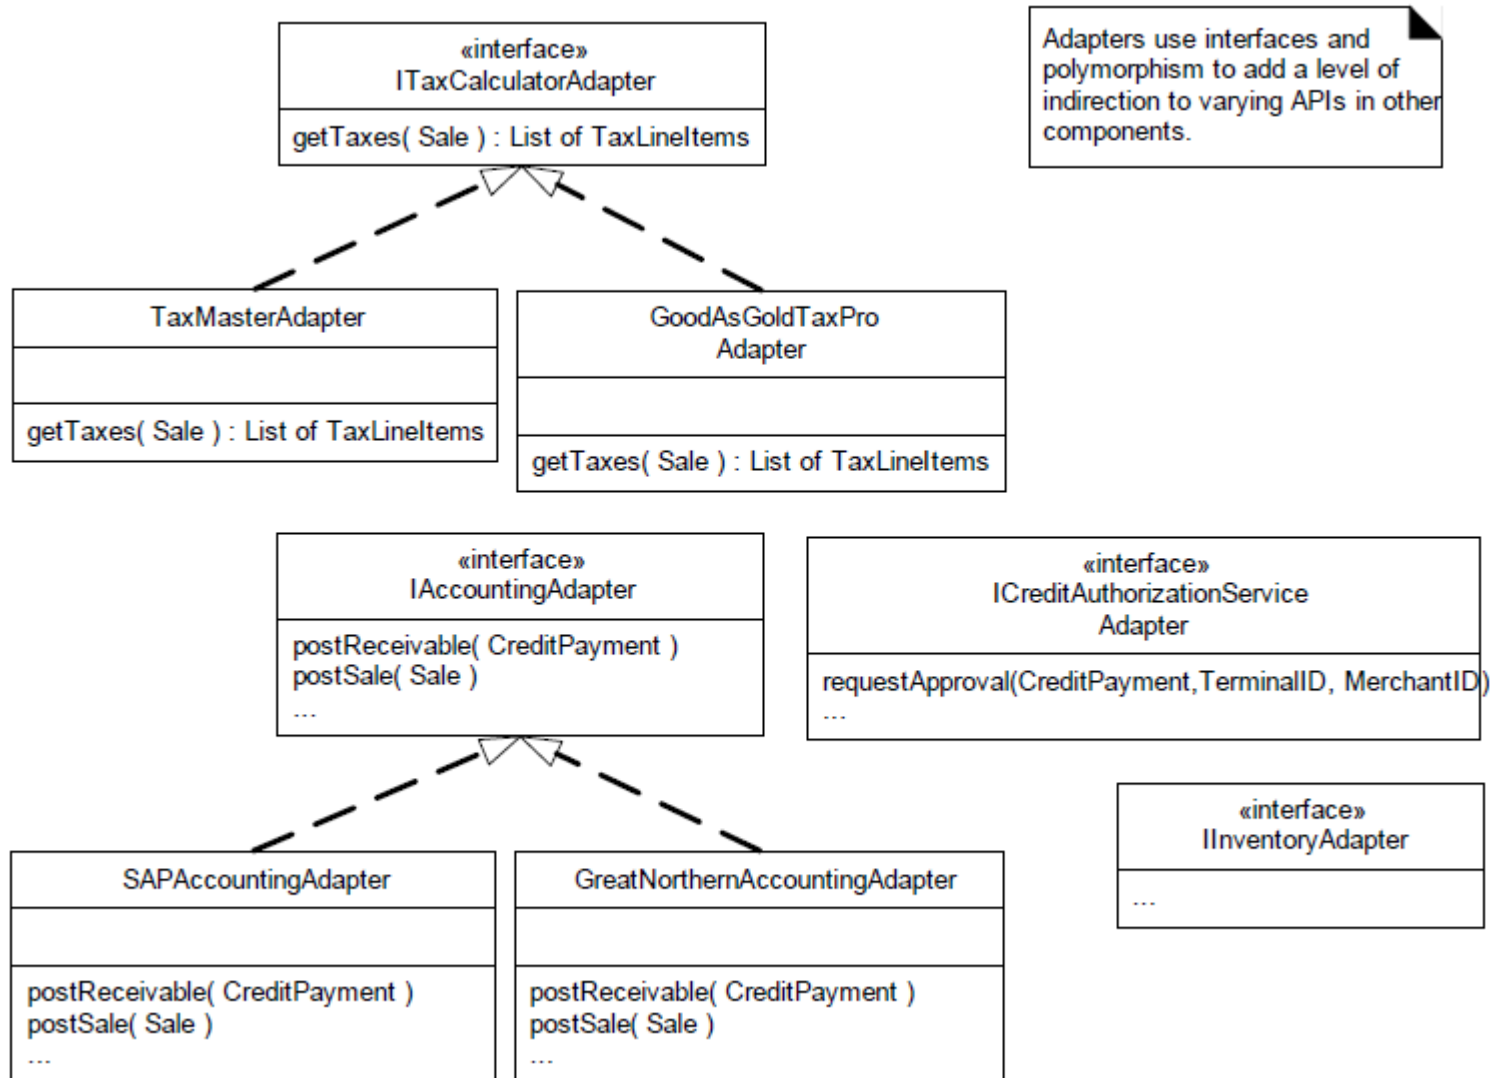 «interface»
ITaxCalculatorAdapter
getTaxes( Sale ) : List of TaxLineItems
Adapters use interfaces and
polymorphism to add a level of
indirection to varying APIs in other
components.
TaxMasterAdapter
getTaxes( Sale ) : List of TaxLineItems
GoodAsGoldTaxPro
Adapter
getTaxes( Sale ) : List of TaxLineItems
«interface»
IAccountingAdapter
postReceivable( CreditPayment )
postSale( Sale )
...
«interface»
ICreditAuthorizationService
Adapter
requestApproval(CreditPayment,TerminalID, MerchantID)
...
«interface»
IInventoryAdapter
...
SAPAccountingAdapter
postReceivable( CreditPayment )
postSale( Sale )
...
GreatNorthernAccountingAdapter
postReceivable( CreditPayment )
postSale( Sale )
...